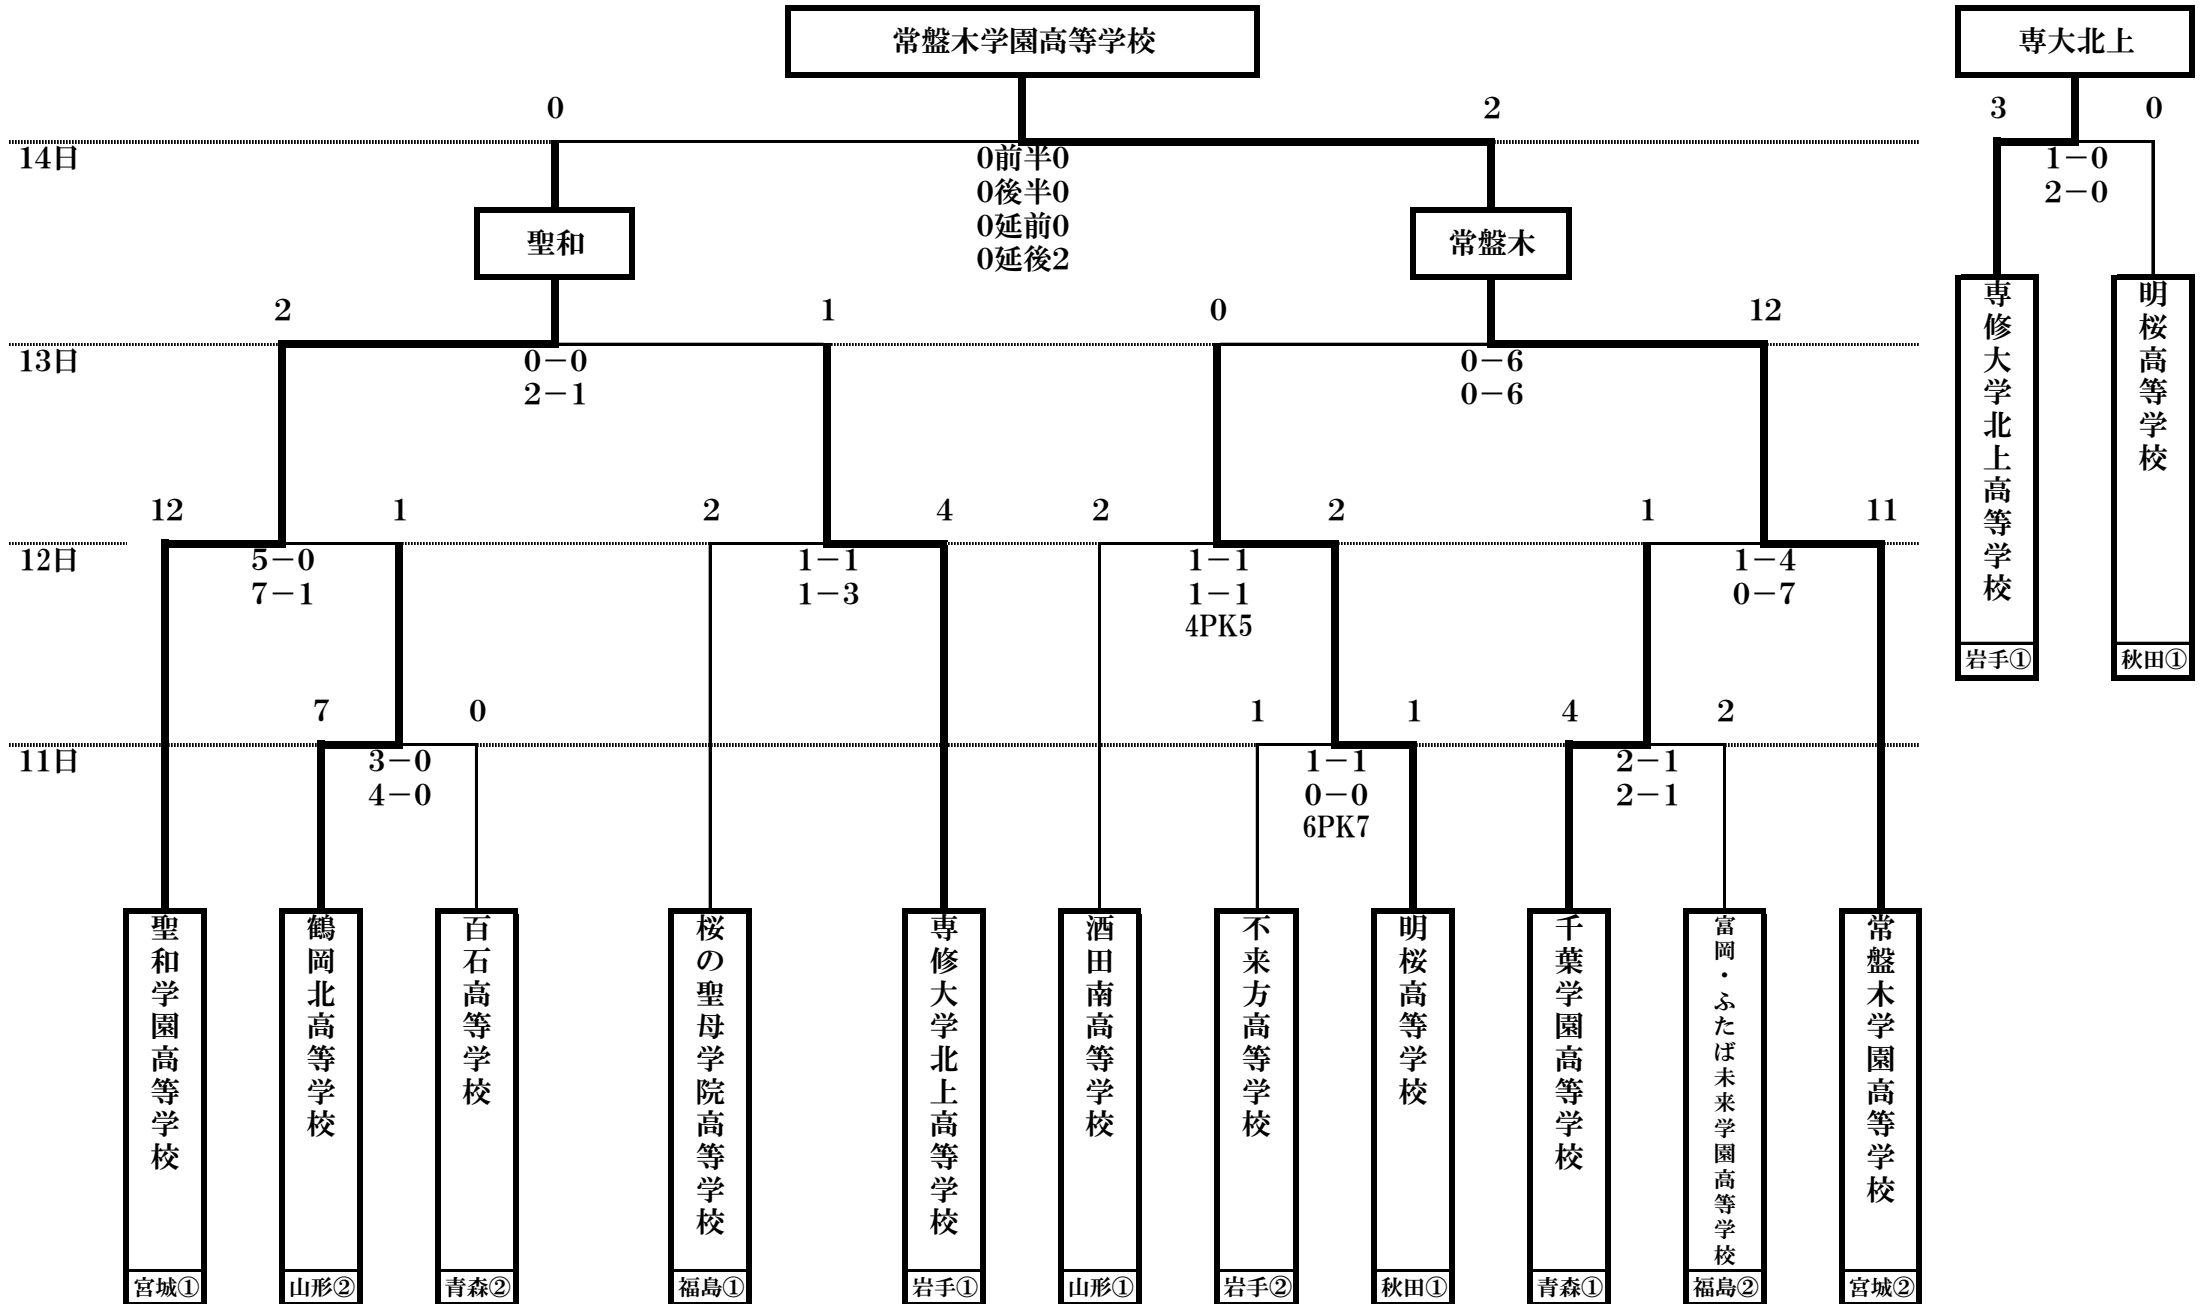 常盤木学園高等学校
専大北上
0
2
3
0
14日
0前半0
0後半0
0延前0
0延後2
1－0
2－0
聖和
常盤木
2
1
0
12
13日
0－0
2－1
0－6
0－6
専修大学北上高等学校
岩手①
明桜高等学校
秋田①
12
1
2
4
2
2
1
11
12日
5－0
7－1
1－1
1－3
1－1
1－1
4PK5
1－4
0－7
7
0
1
1
4
2
11日
3－0
4－0
1－1
0－0
6PK7
2－1
2－1
聖和学園高等学校
宮城①
鶴岡北高等学校
山形②
百石高等学校
青森②
桜の聖母学院高等学校
福島①
専修大学北上高等学校
岩手①
酒田南高等学校
山形①
不来方高等学校
岩手②
明桜高等学校
秋田①
千葉学園高等学校
青森①
富岡・ふたば未来学園高等学校
福島②
常盤木学園高等学校
宮城②